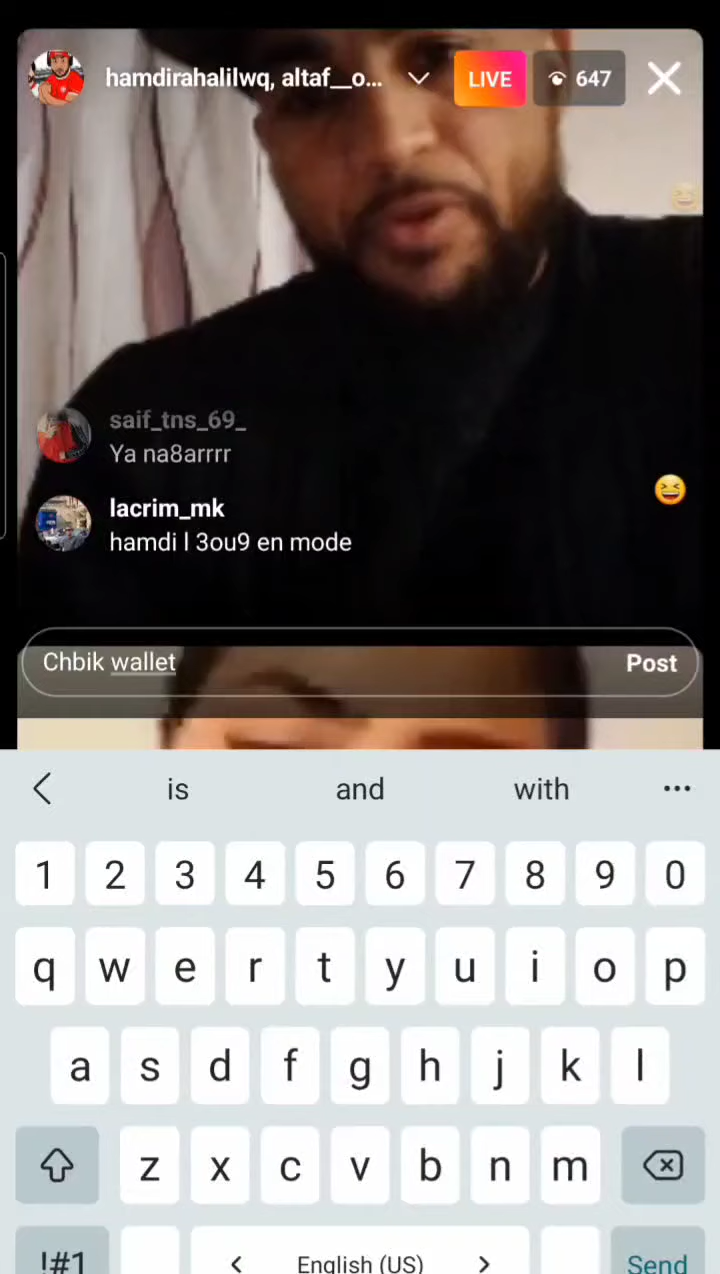 hamdirahalilwq, altaf__o...
LIVE
647
saif_tns_69_
Ya na8arrrr
lacrim_mk
hamdi l 3ou9 en mode
Chbik wallet
Post
is and with
1 2 3 4 5 6 7 8 9 0
q w e r t y u i o p
a s d f g h j k l
z x c v b n m
!#1
English (US)
Send